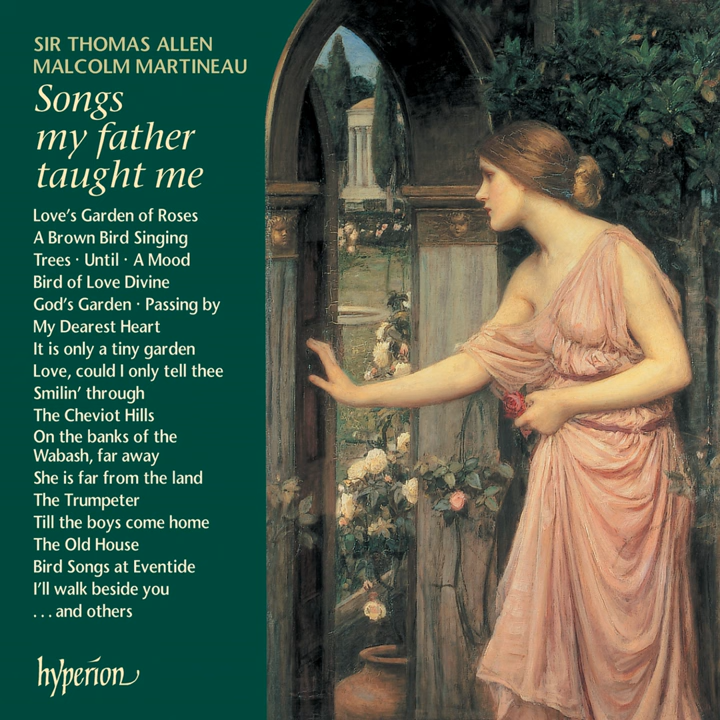 SIR THOMAS ALLEN
MALCOLM MARTINEAU
Songs
my father
taught me
Love's Garden of Roses
A Brown Bird Singing
Trees · Until · A Mood
Bird of Love Divine
God's Garden · Passing by
My Dearest Heart
It is only a tiny garden
Love, could I only tell thee
Smilin' through
The Cheviot Hills
On the banks of the
Wabash, far away
She is far from the land
The Trumpeter
Till the boys come home
The Old House
Bird Songs at Eventide
I'll walk beside you
. . . and others
hyperion